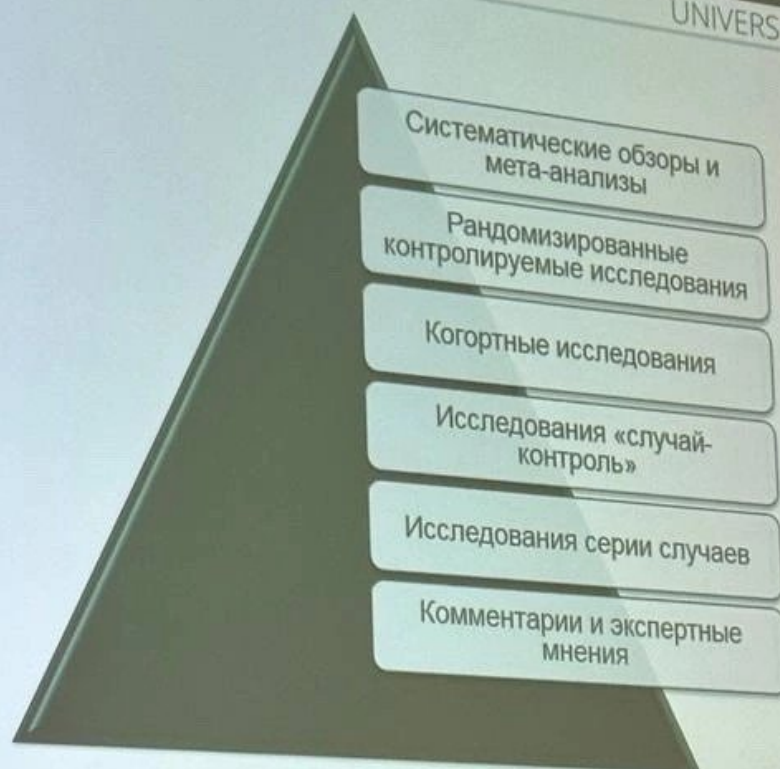 UNIVERS
Систематические обзоры и
мета-анализы
Рандомизированные
контролируемые исследования
Когортные исследования
Исследования «случай-
контроль»
Исследования серии случаев
Комментарии и экспертные
мнения